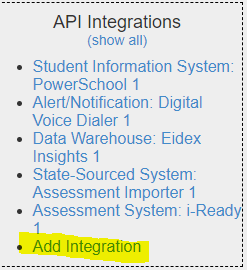 API Integrations
(show all)
Student Information System:
PowerSchool 1
Alert/Notification: Digital
Voice Dialer 1
Data Warehouse: Eidex
Insights 1
State-Sourced System:
Assessment Importer 1
Assessment System: i-Ready
1
Add Integration